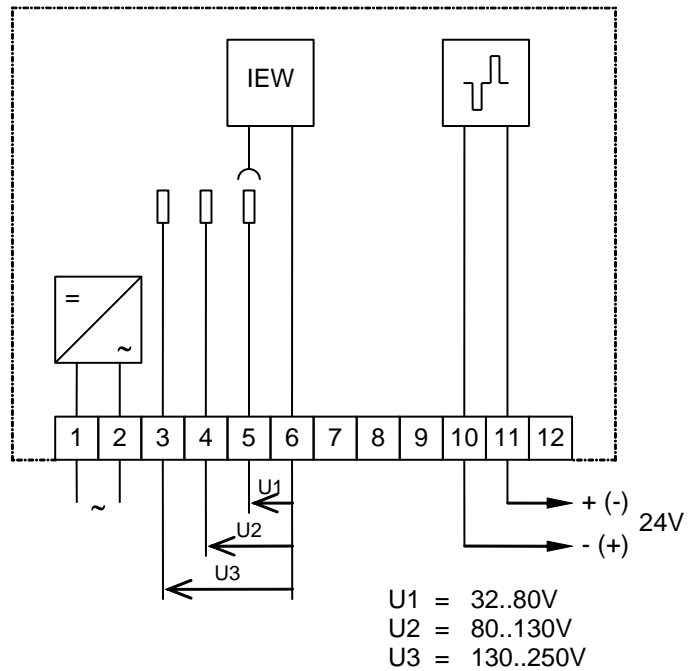 IEW
=
~
1 2 3 4 5 6 7 8 9 10 11 12
~
U1
U2
U3
+ (-)
24V
- (+)
U1 = 32..80V
U2 = 80..130V
U3 = 130..250V